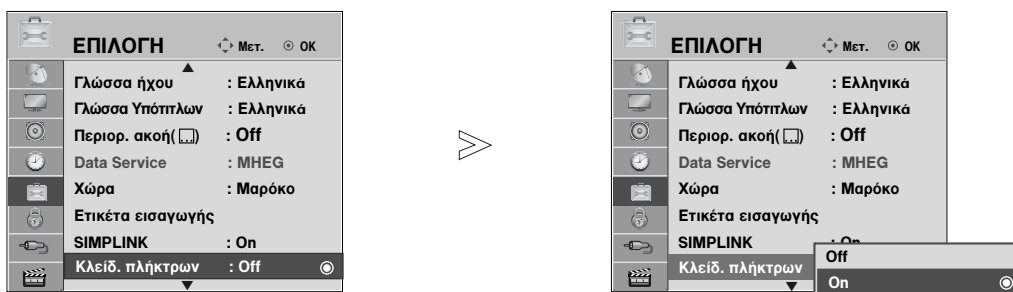 ΕΠΙΛΟΓΗ Μετ. OK
Γλώσσα ήχου : Ελληνικά
Γλώσσα Υπότιτλων : Ελληνικά
Περιορ. ακοή( ) : Off
Data Service : MHEG
Χώρα : Μαρόκο
Ετικέτα εισαγωγής
SIMPLINK : On
Κλείδ. πλήκτρων : Off
ΕΠΙΛΟΓΗ Μετ. OK
Γλώσσα ήχου : Ελληνικά
Γλώσσα Υπότιτλων : Ελληνικά
Περιορ. ακοή( ) : Off
Data Service : MHEG
Χώρα : Μαρόκο
Ετικέτα εισαγωγής
SIMPLINK : On
Κλείδ. πλήκτρων
Off
On